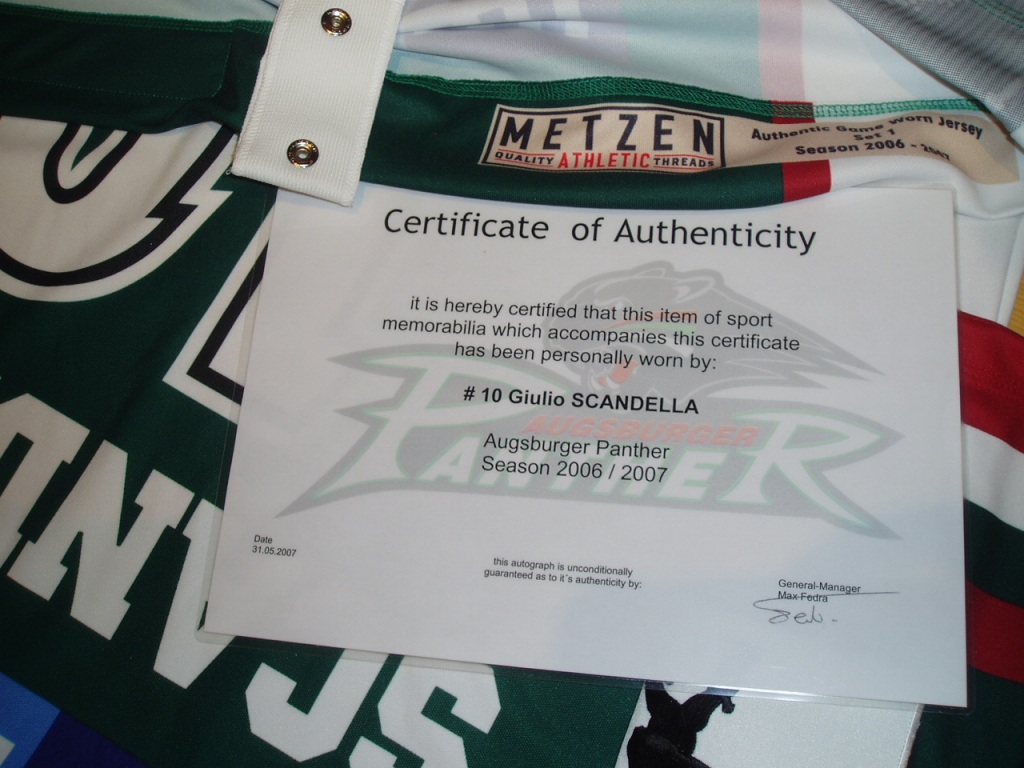 METZEN
QUALITY ATHLETIC THREADS
Authentic Game Worn Jersey
Set 1
Season 2006 - 2007
Certificate of Authenticity
it is hereby certified that this item of sport
memorabilia which accompanies this certificate
has been personally worn by:
# 10 Giulio SCANDELLA
AUGSBURGER
PANTHER
Augsburger Panther
Season 2006 / 2007
Date
31.05.2007
this autograph is unconditionally
guaranteed as to it´s authenticity by:
General-Manager
Max Fedra
SCAND